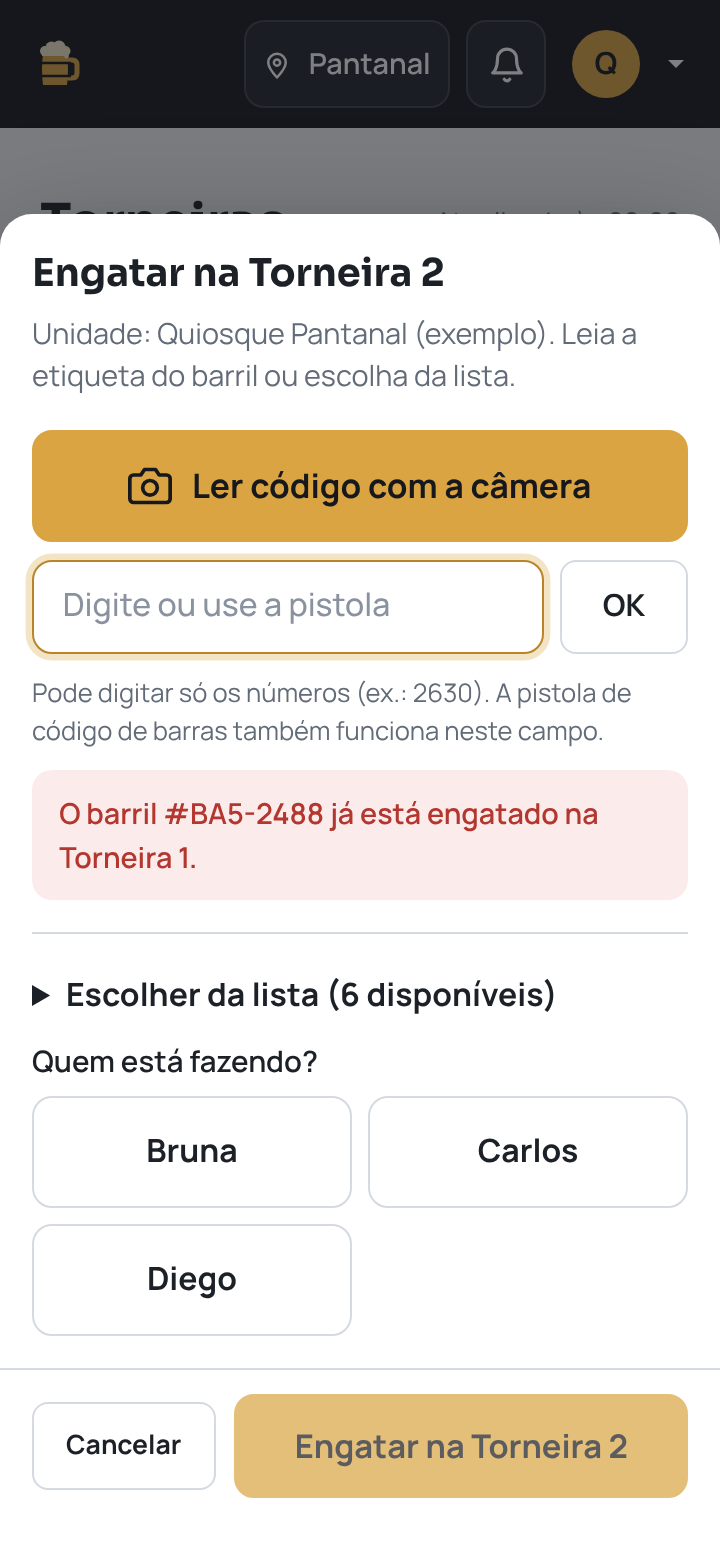 Pantanal
Q
Torneiras
Engatar na Torneira 2
Unidade: Quiosque Pantanal (exemplo). Leia a
etiqueta do barril ou escolha da lista.
Ler código com a câmera
Digite ou use a pistola
OK
Pode digitar só os números (ex.: 2630). A pistola de
código de barras também funciona neste campo.
O barril #BA5-2488 já está engatado na
Torneira 1.
Escolher da lista (6 disponíveis)
Quem está fazendo?
Bruna
Carlos
Diego
Cancelar
Engatar na Torneira 2